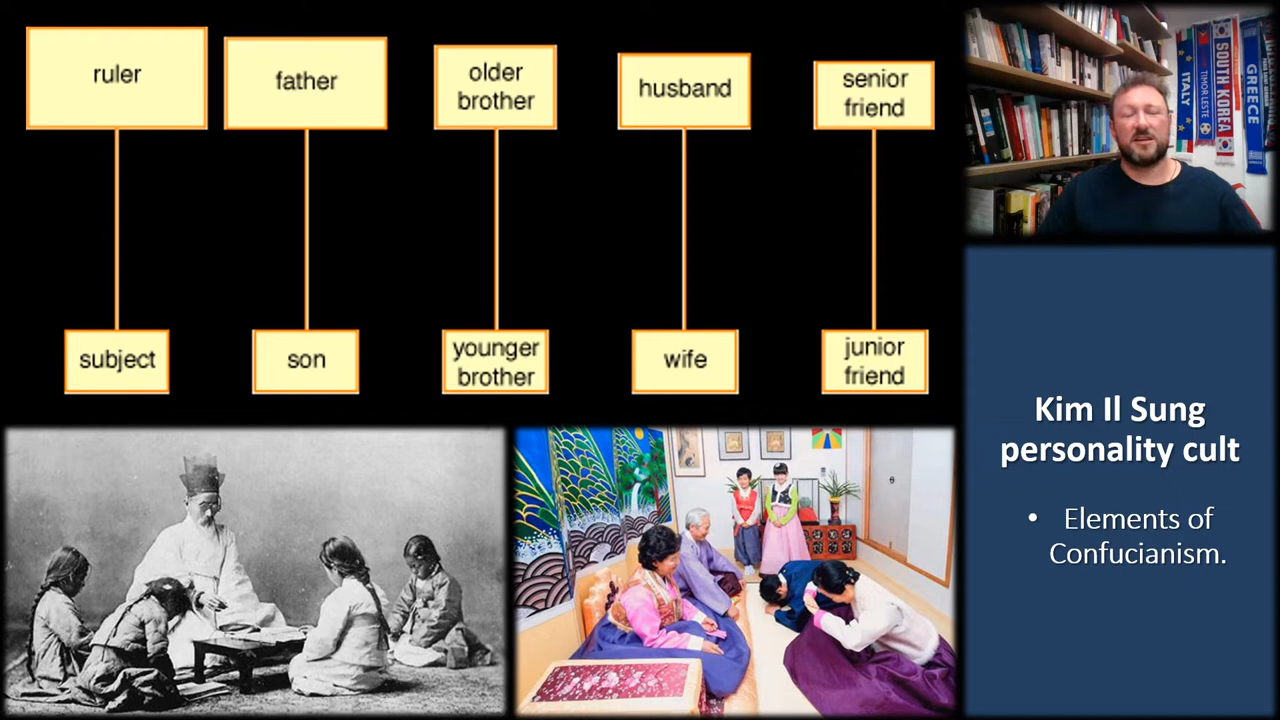 ruler
father
older
brother
husband
senior
friend
subject
son
younger
brother
wife
junior
friend
ITALY
TIMOR LESTE
SOUTH KOREA
GREECE
Kim Il Sung
personality cult
• Elements of
Confucianism.